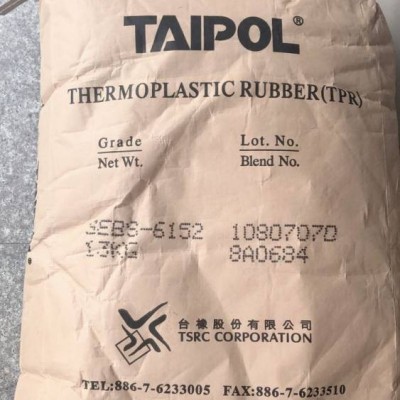 TAIPOL®
THERMOPLASTIC RUBBER(TPR)
Grade Lot. No.
Net Wt. Blend No.
SEBS-6152 1080707D
13KG 8A0684
台橡股份有限公司
TSRC CORPORATION
TEL:886-7-6233005 FAX:886-7-6233510